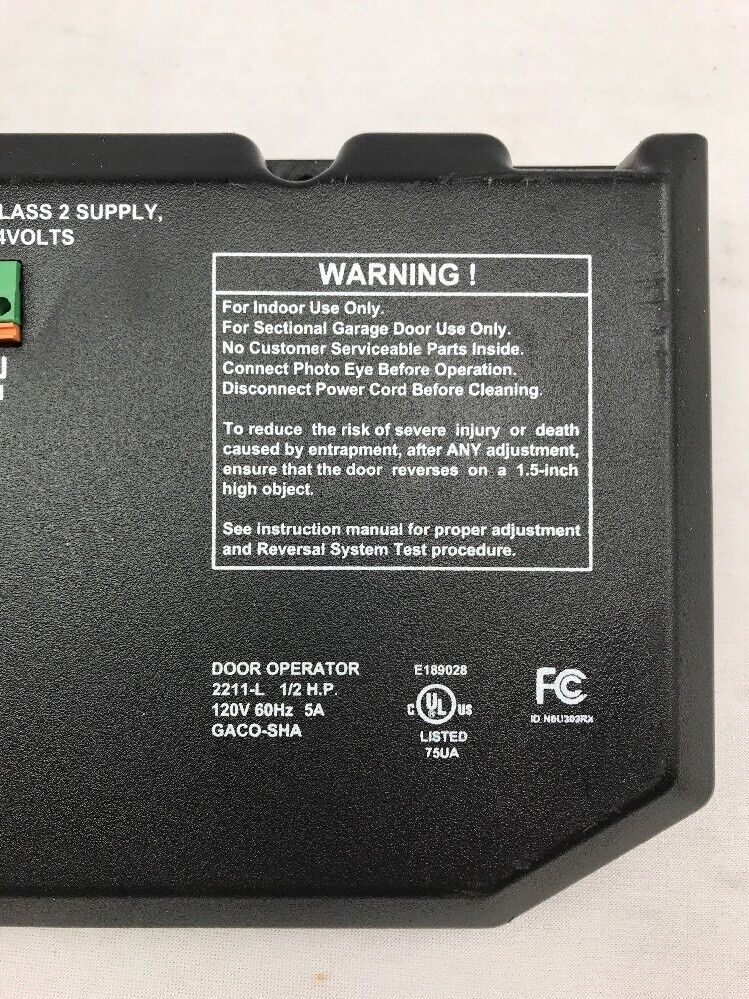 LASS 2 SUPPLY,
4VOLTS
WARNING !
For Indoor Use Only.
For Sectional Garage Door Use Only.
No Customer Serviceable Parts Inside.
Connect Photo Eye Before Operation.
Disconnect Power Cord Before Cleaning.
To reduce the risk of severe injury or death
caused by entrapment, after ANY adjustment,
ensure that the door reverses on a 1.5-inch
high object.
See instruction manual for proper adjustment
and Reversal System Test procedure.
DOOR OPERATOR
2211-L 1/2 H.P.
120V 60Hz 5A
GACO-SHA
E189028
C UL US
LISTED
75UA
FC
ID